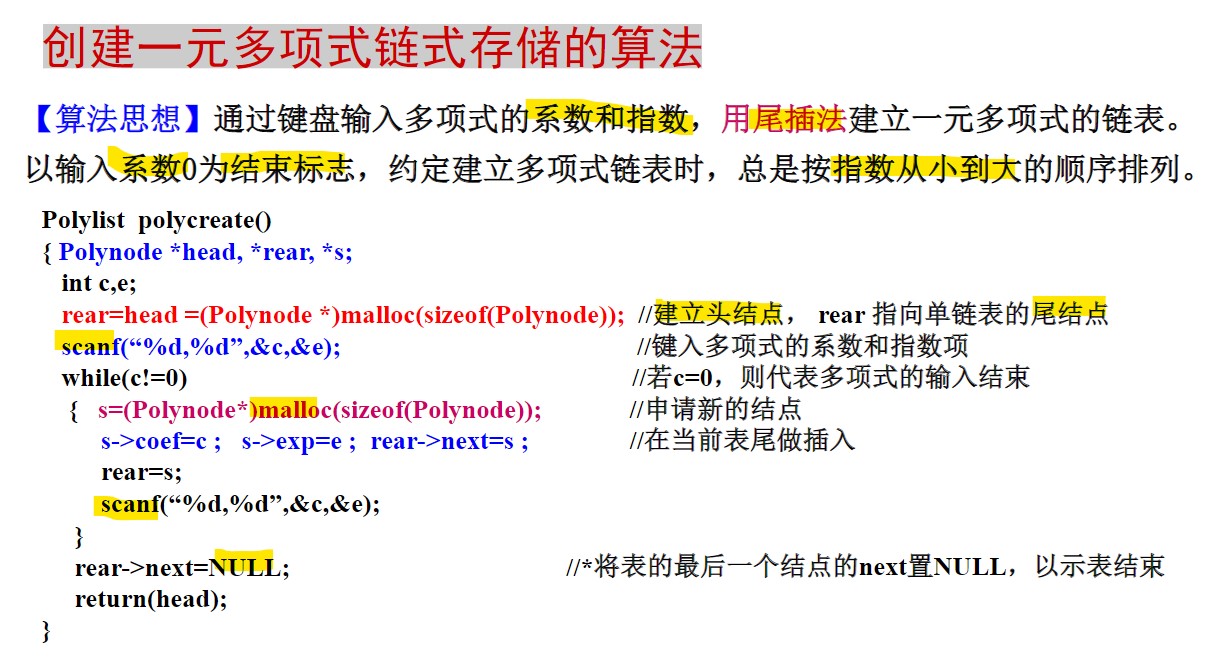 创建一元多项式链式存储的算法
【算法思想】通过键盘输入多项式的系数和指数，用尾插法建立一元多项式的链表。
以输入系数0为结束标志，约定建立多项式链表时，总是按指数从小到大的顺序排列。
Polylist polycreate()
{ Polynode *head, *rear, *s;
int c,e;
rear=head =(Polynode *)malloc(sizeof(Polynode)); //建立头结点， rear 指向单链表的尾结点
scanf(“%d,%d”,&c,&e); //键入多项式的系数和指数项
while(c!=0) //若c=0，则代表多项式的输入结束
{ s=(Polynode*)malloc(sizeof(Polynode)); //申请新的结点
s->coef=c ; s->exp=e ; rear->next=s ; //在当前表尾做插入
rear=s;
scanf(“%d,%d”,&c,&e);
}
rear->next=NULL; //*将表的最后一个结点的next置NULL，以示表结束
return(head);
}